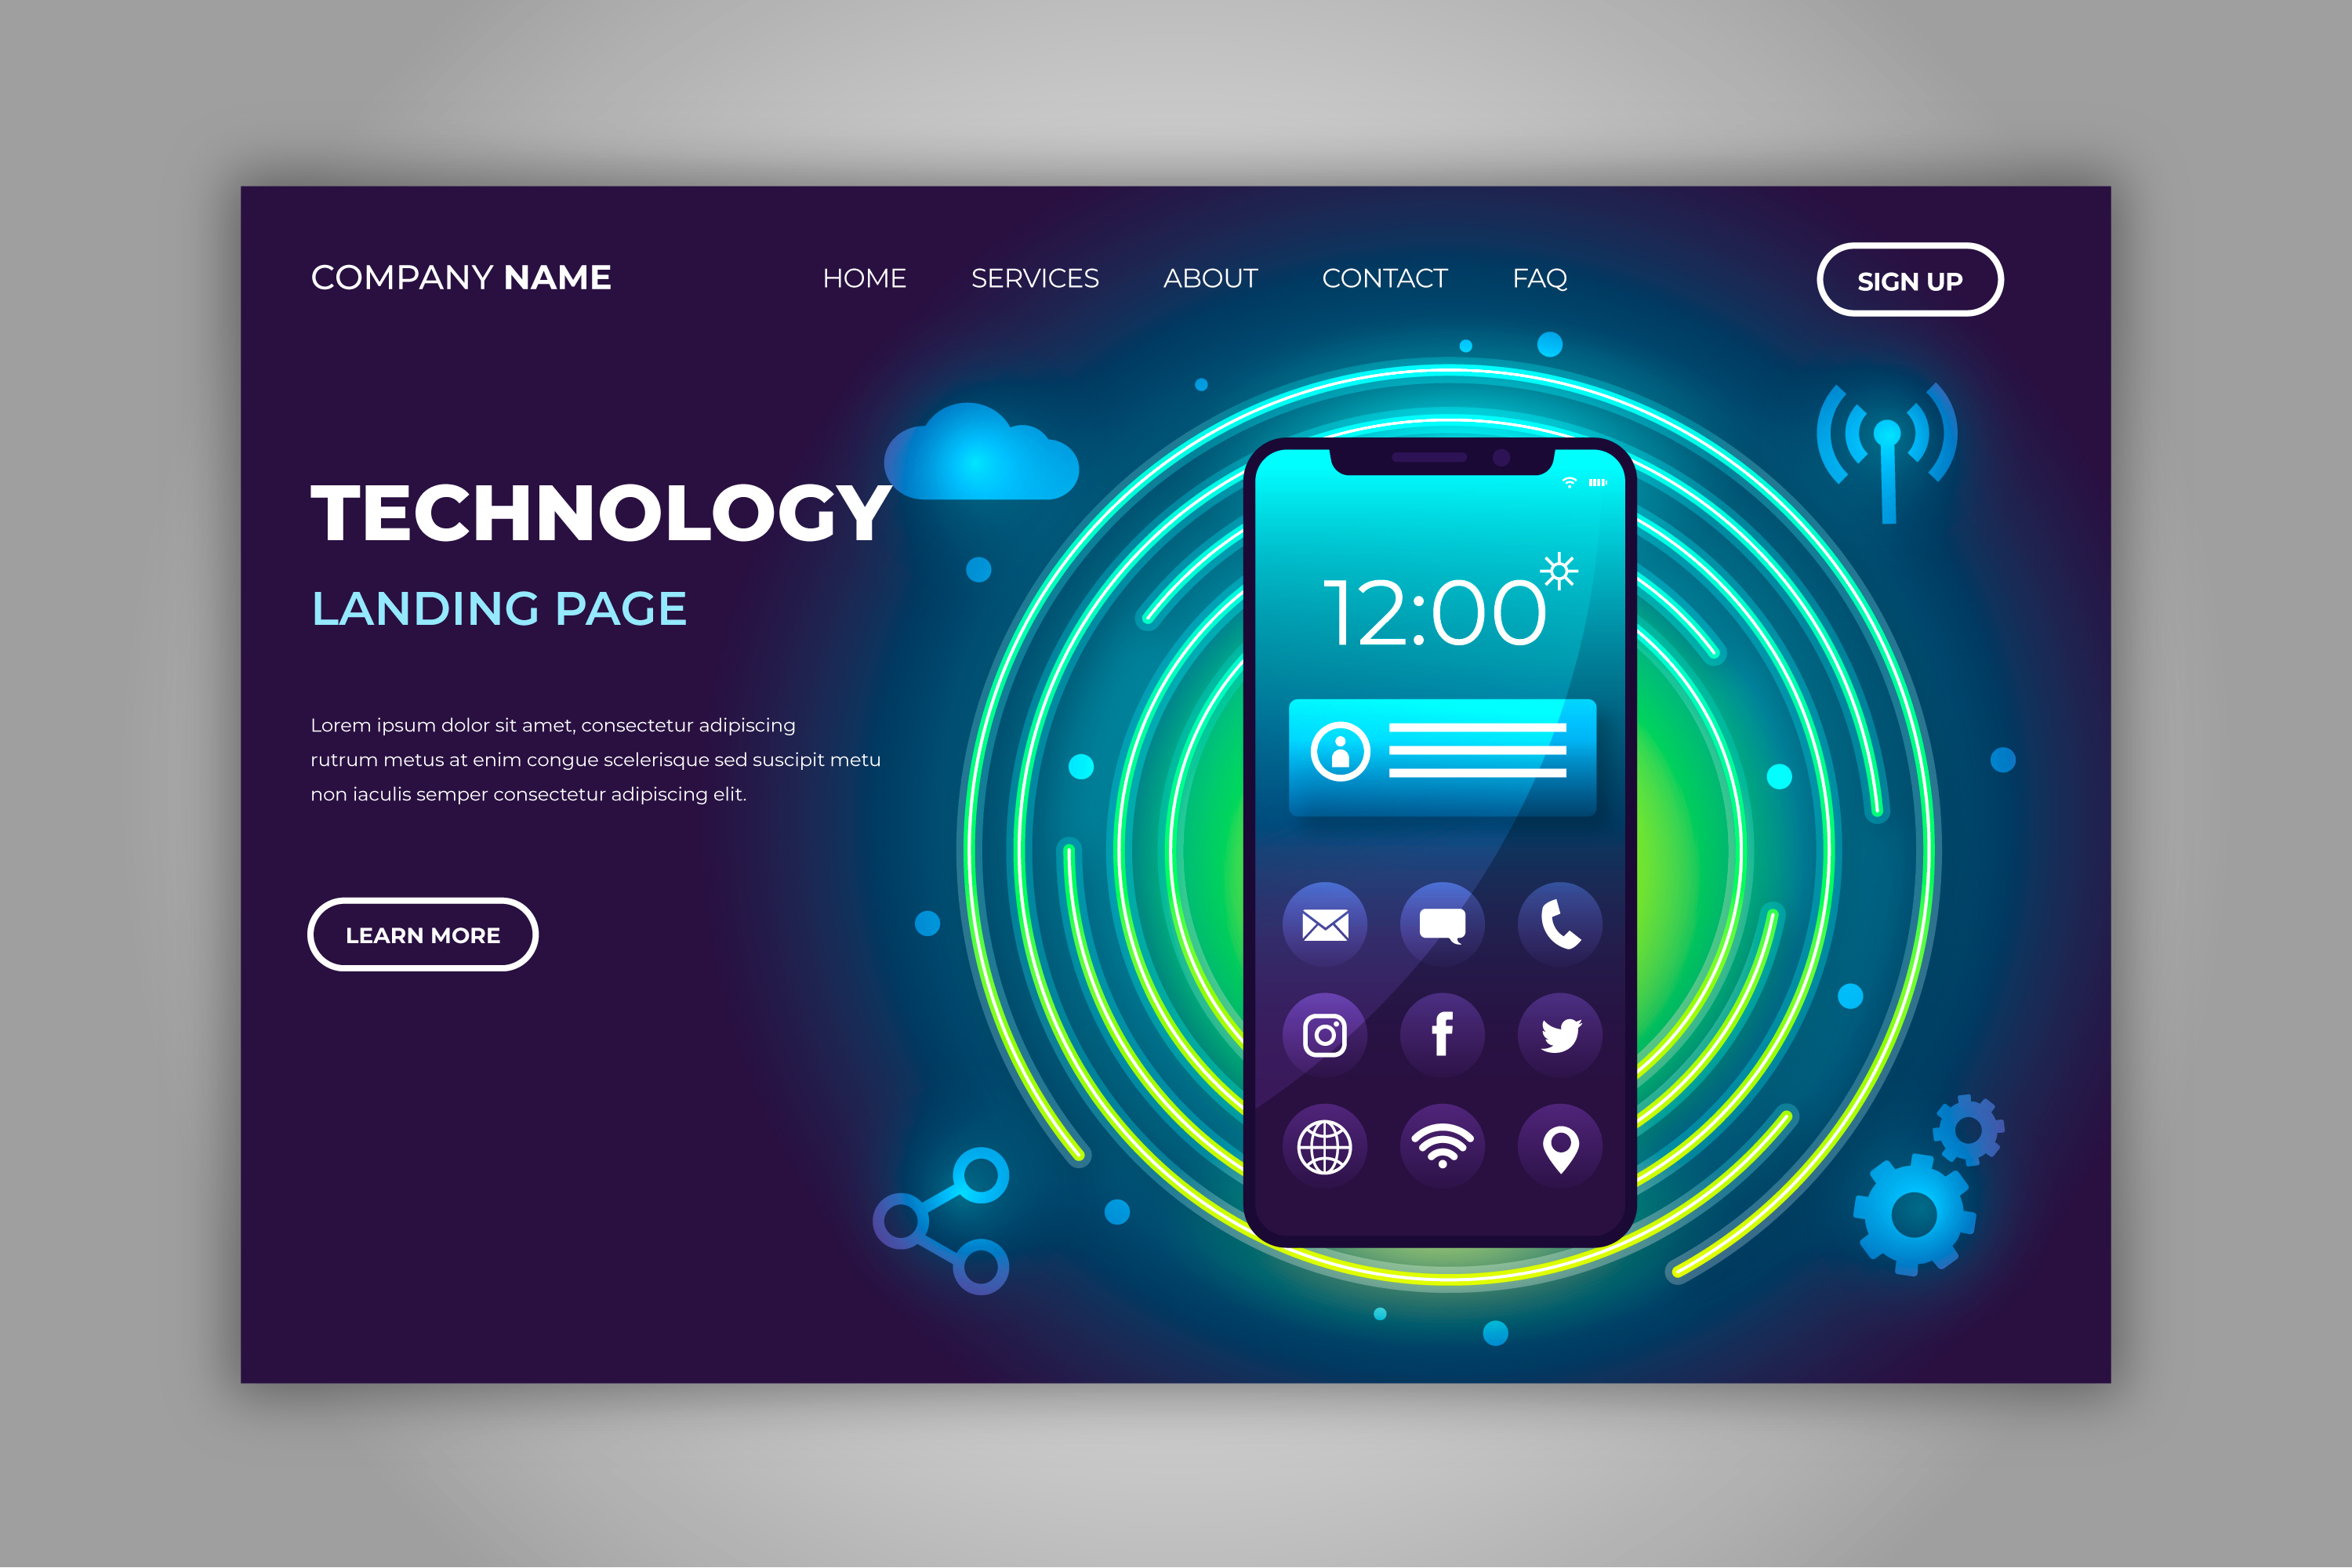 COMPANY NAME
HOME SERVICES ABOUT CONTACT FAQ
SIGN UP
TECHNOLOGY
LANDING PAGE
Lorem ipsum dolor sit amet, consectetur adipiscing
rutrum metus at enim congue scelerisque sed suscipit metu
non iaculis semper consectetur adipiscing elit.
LEARN MORE
12:00